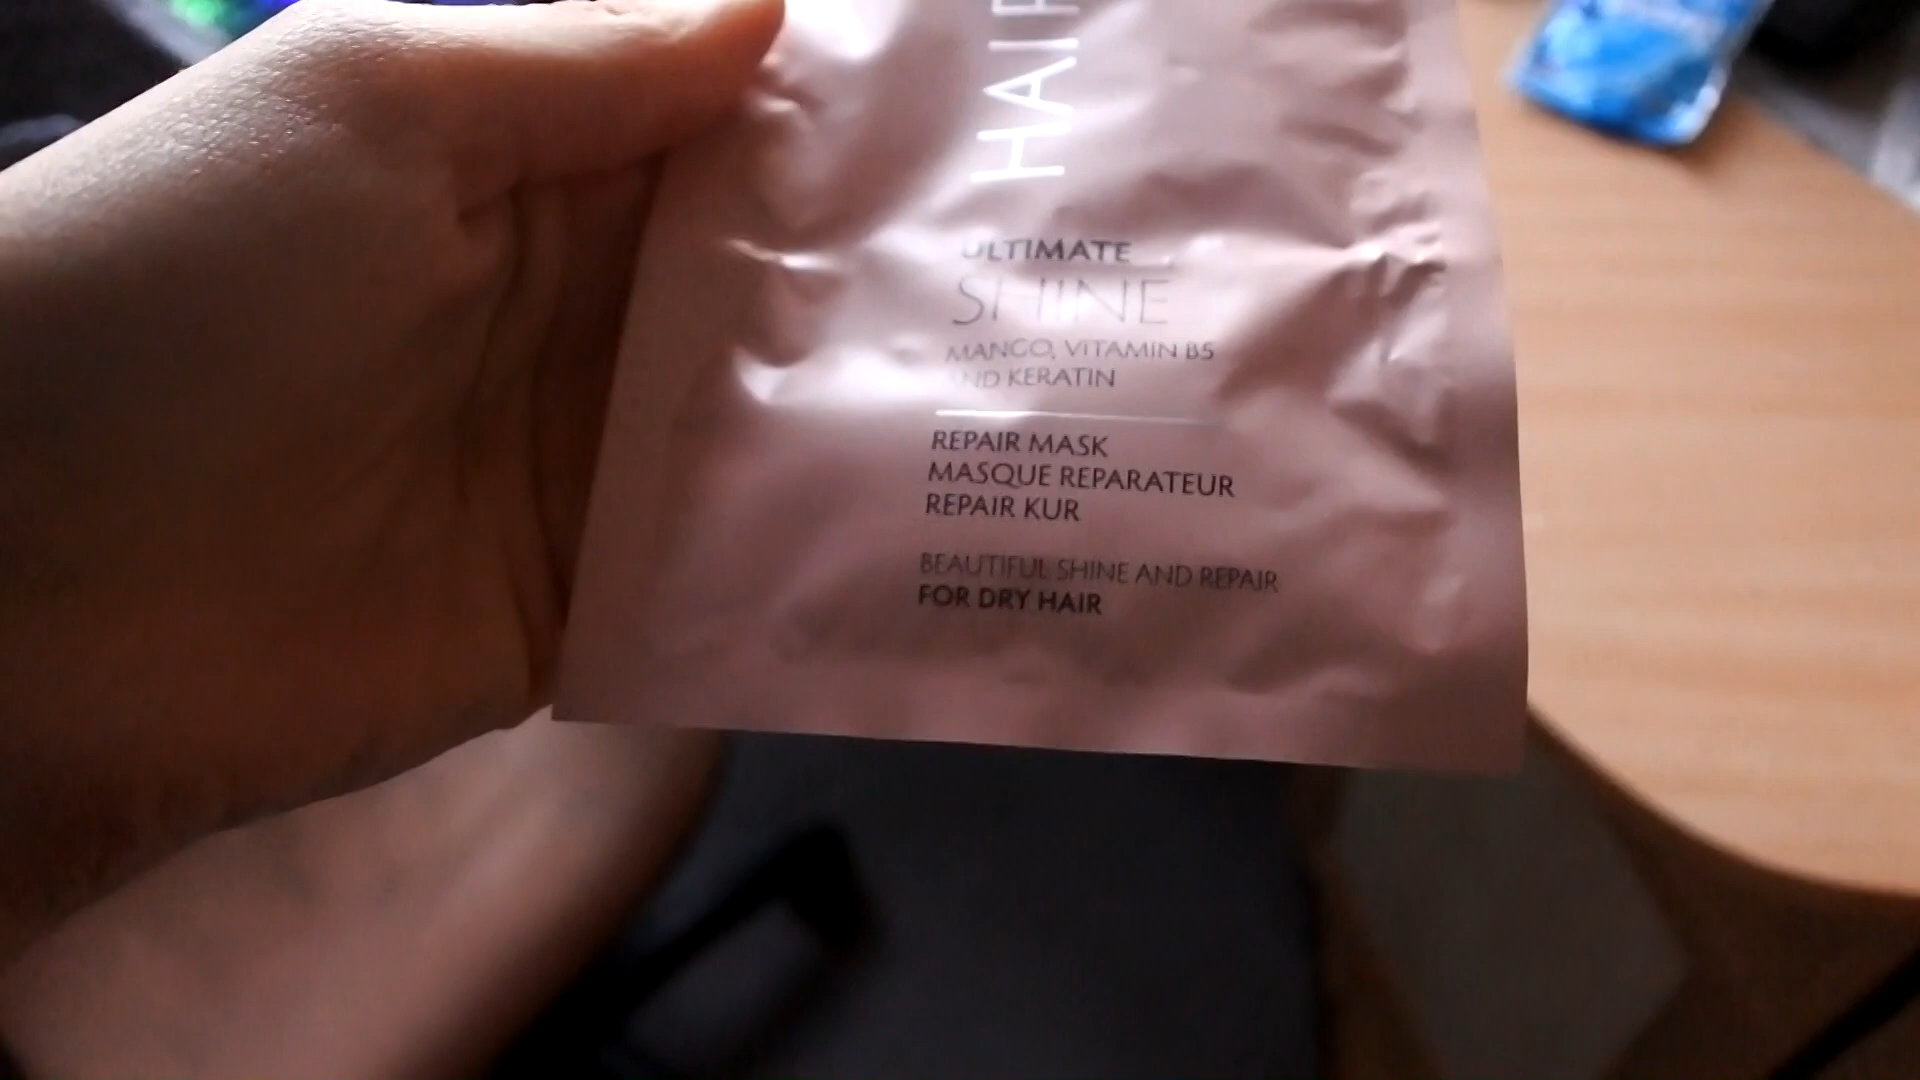 HAIR
ULTIMATE
SHINE
MANGO, VITAMIN B5
AND KERATIN
REPAIR MASK
MASQUE REPARATEUR
REPAIR KUR
BEAUTIFUL SHINE AND REPAIR
FOR DRY HAIR